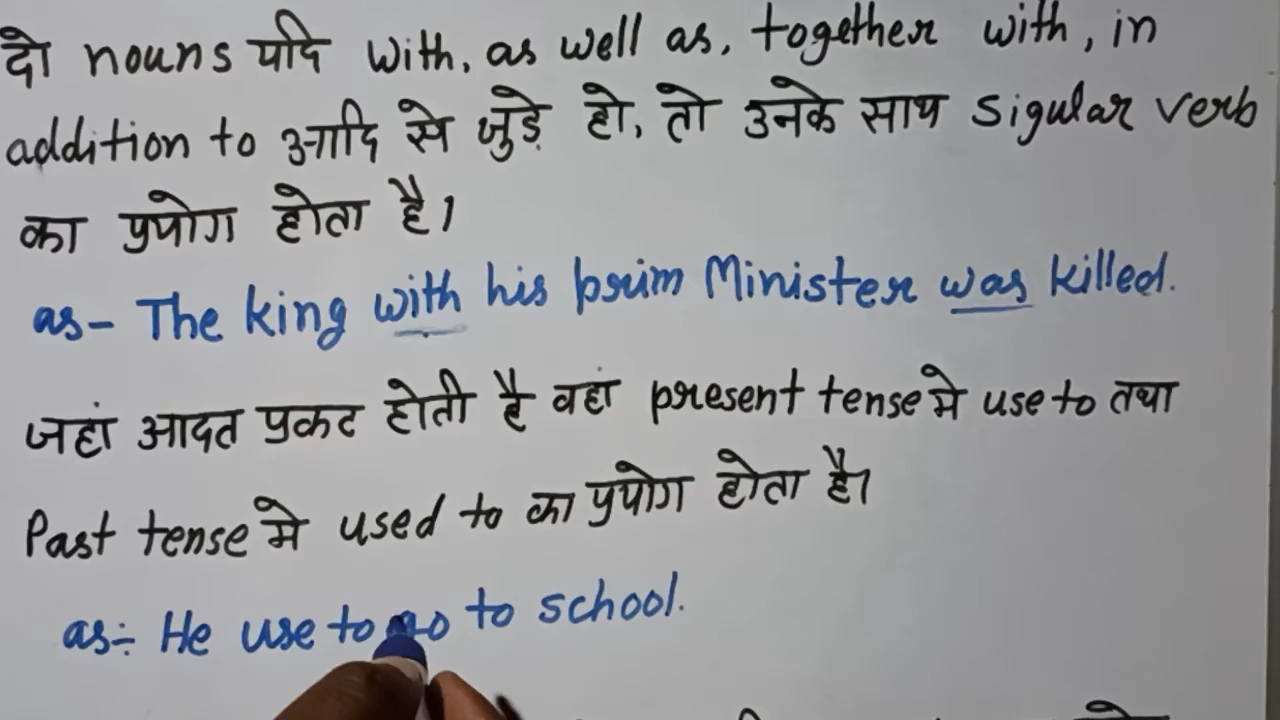 दो nouns यदि with, as well as, together with, in
addition to आदि से जुड़े हो, तो उनके साथ sigular verb
का प्रयोग होता है।
as- The king with his prim Minister was killed.
जहां आदत प्रकट होती है वहां present tense मे use to तथा
Past tense मे used to का प्रयोग होता है।
as÷ He use to go to school.